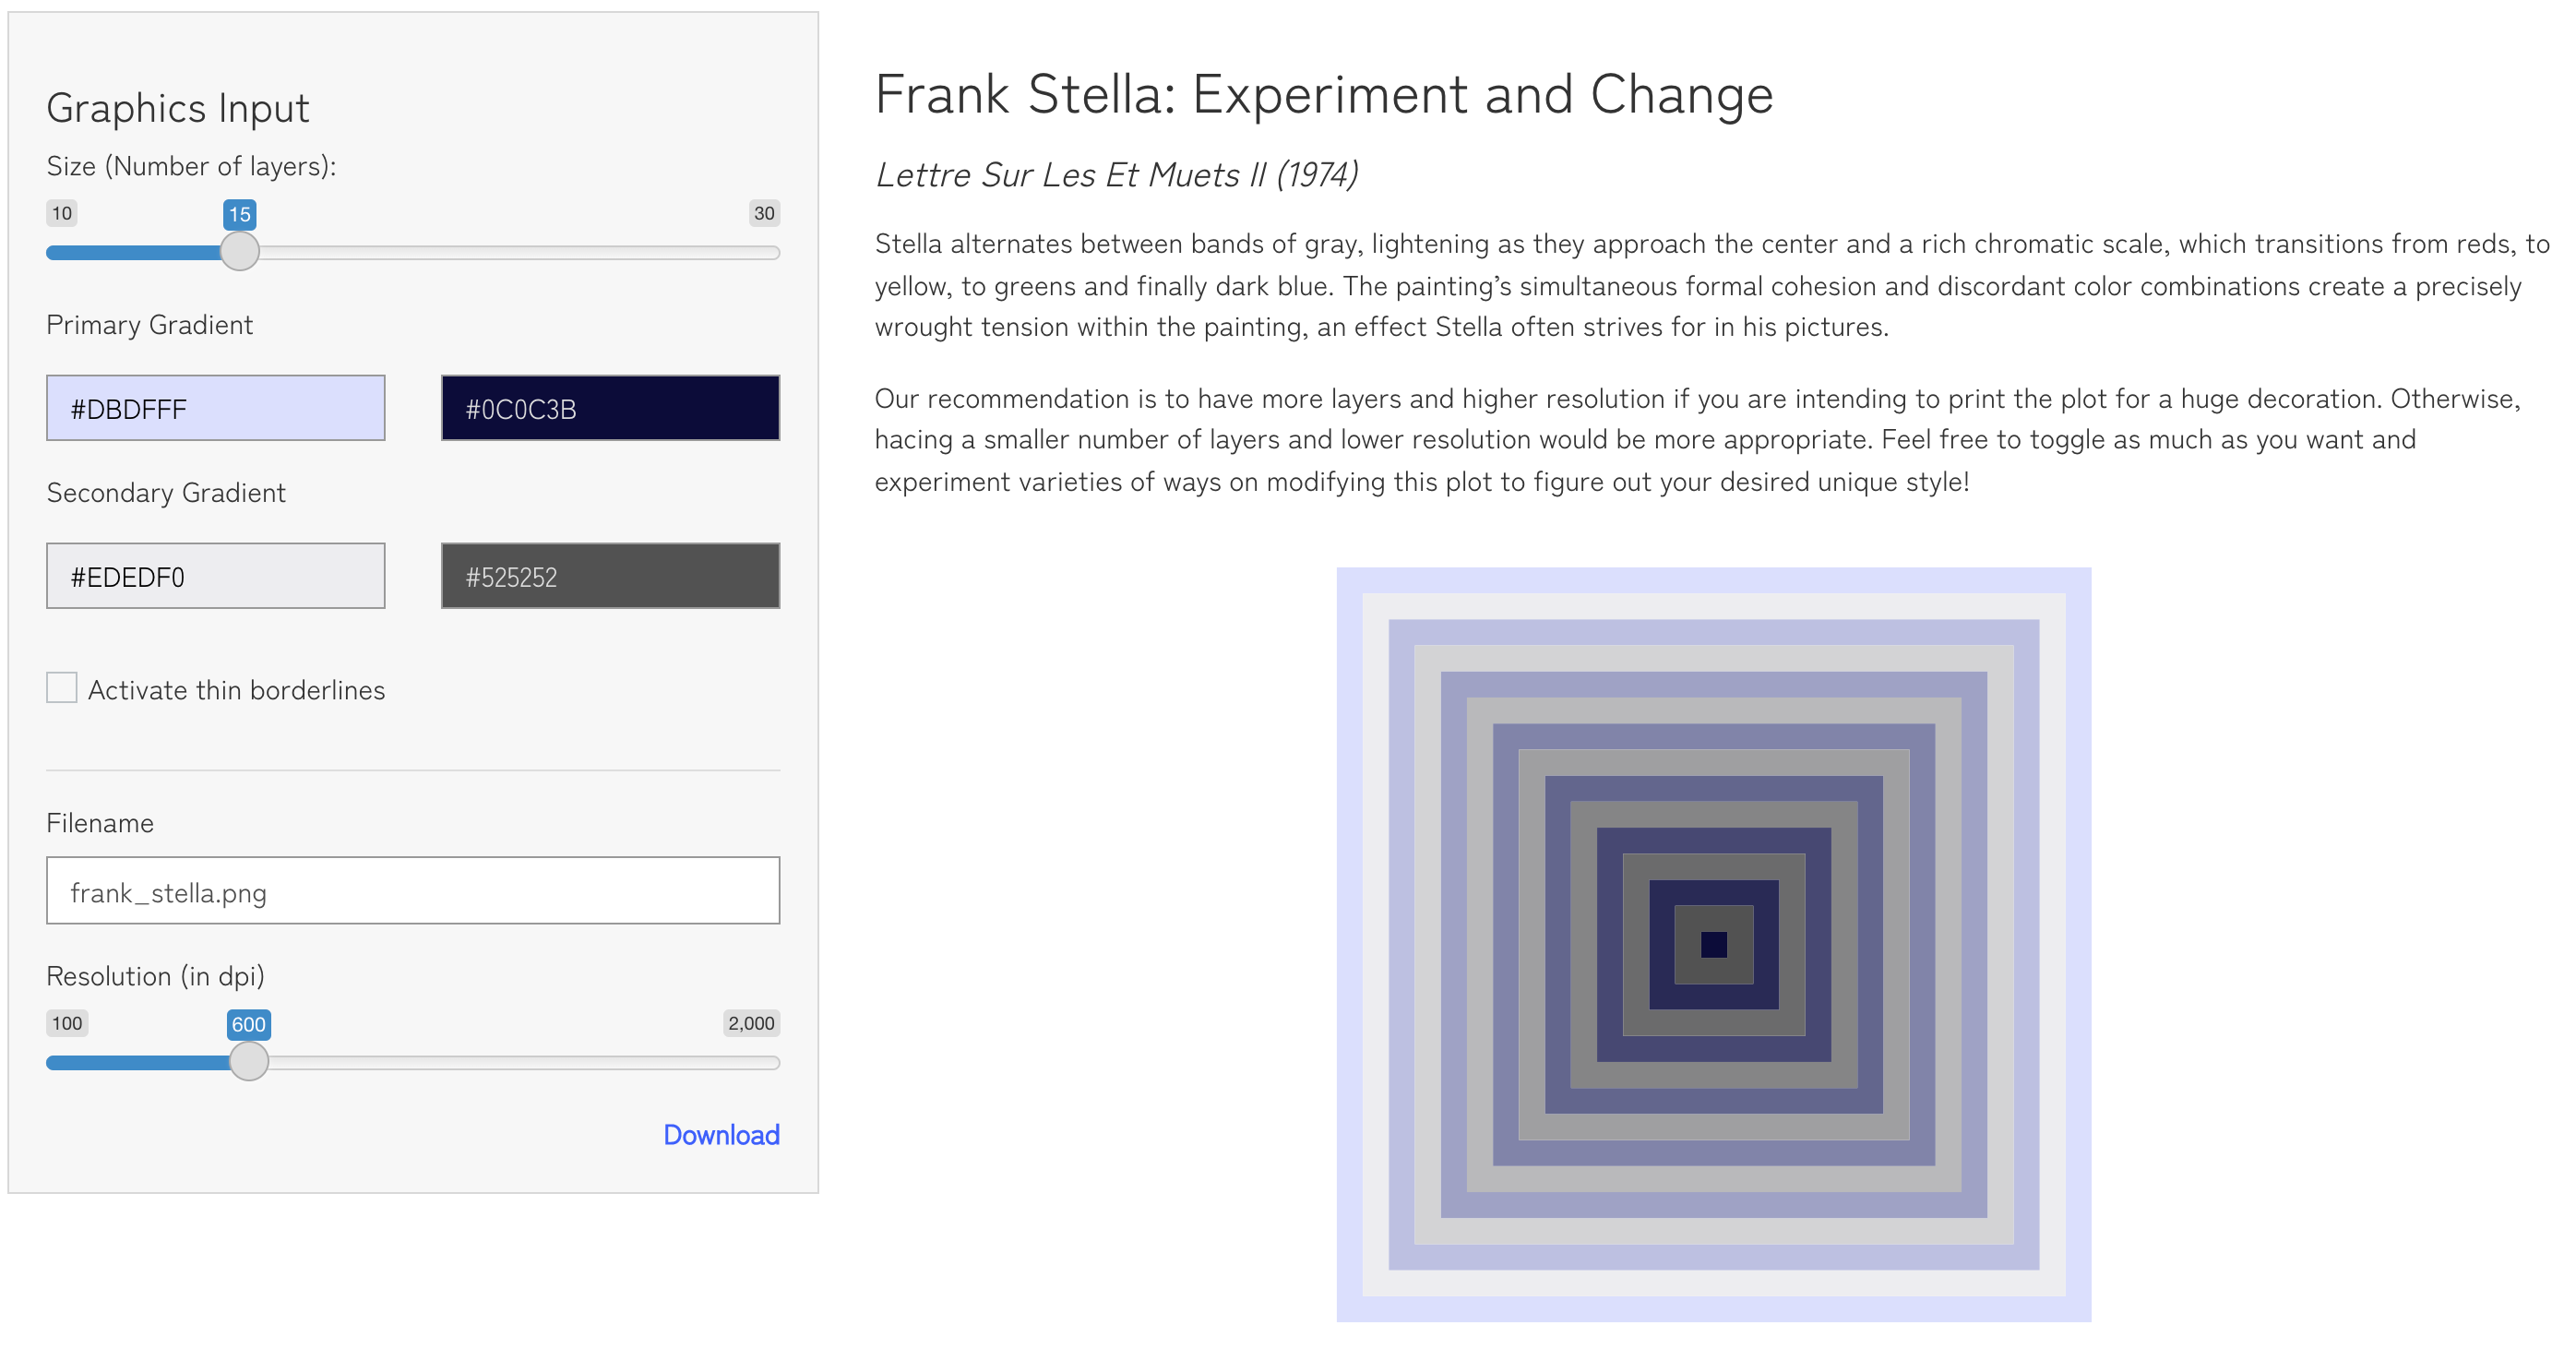 Graphics Input
Size (Number of layers):
10 15 30
Primary Gradient
#DBDFFF #0C0C3B
Secondary Gradient
#EDEDF0 #525252
Activate thin borderlines
Filename
frank_stella.png
Resolution (in dpi)
100 600 2,000
Download
Frank Stella: Experiment and Change
Lettre Sur Les Et Muets II (1974)
Stella alternates between bands of gray, lightening as they approach the center and a rich chromatic scale, which transitions from reds, to
yellow, to greens and finally dark blue. The painting’s simultaneous formal cohesion and discordant color combinations create a precisely
wrought tension within the painting, an effect Stella often strives for in his pictures.
Our recommendation is to have more layers and higher resolution if you are intending to print the plot for a huge decoration. Otherwise,
hacing a smaller number of layers and lower resolution would be more appropriate. Feel free to toggle as much as you want and
experiment varieties of ways on modifying this plot to figure out your desired unique style!